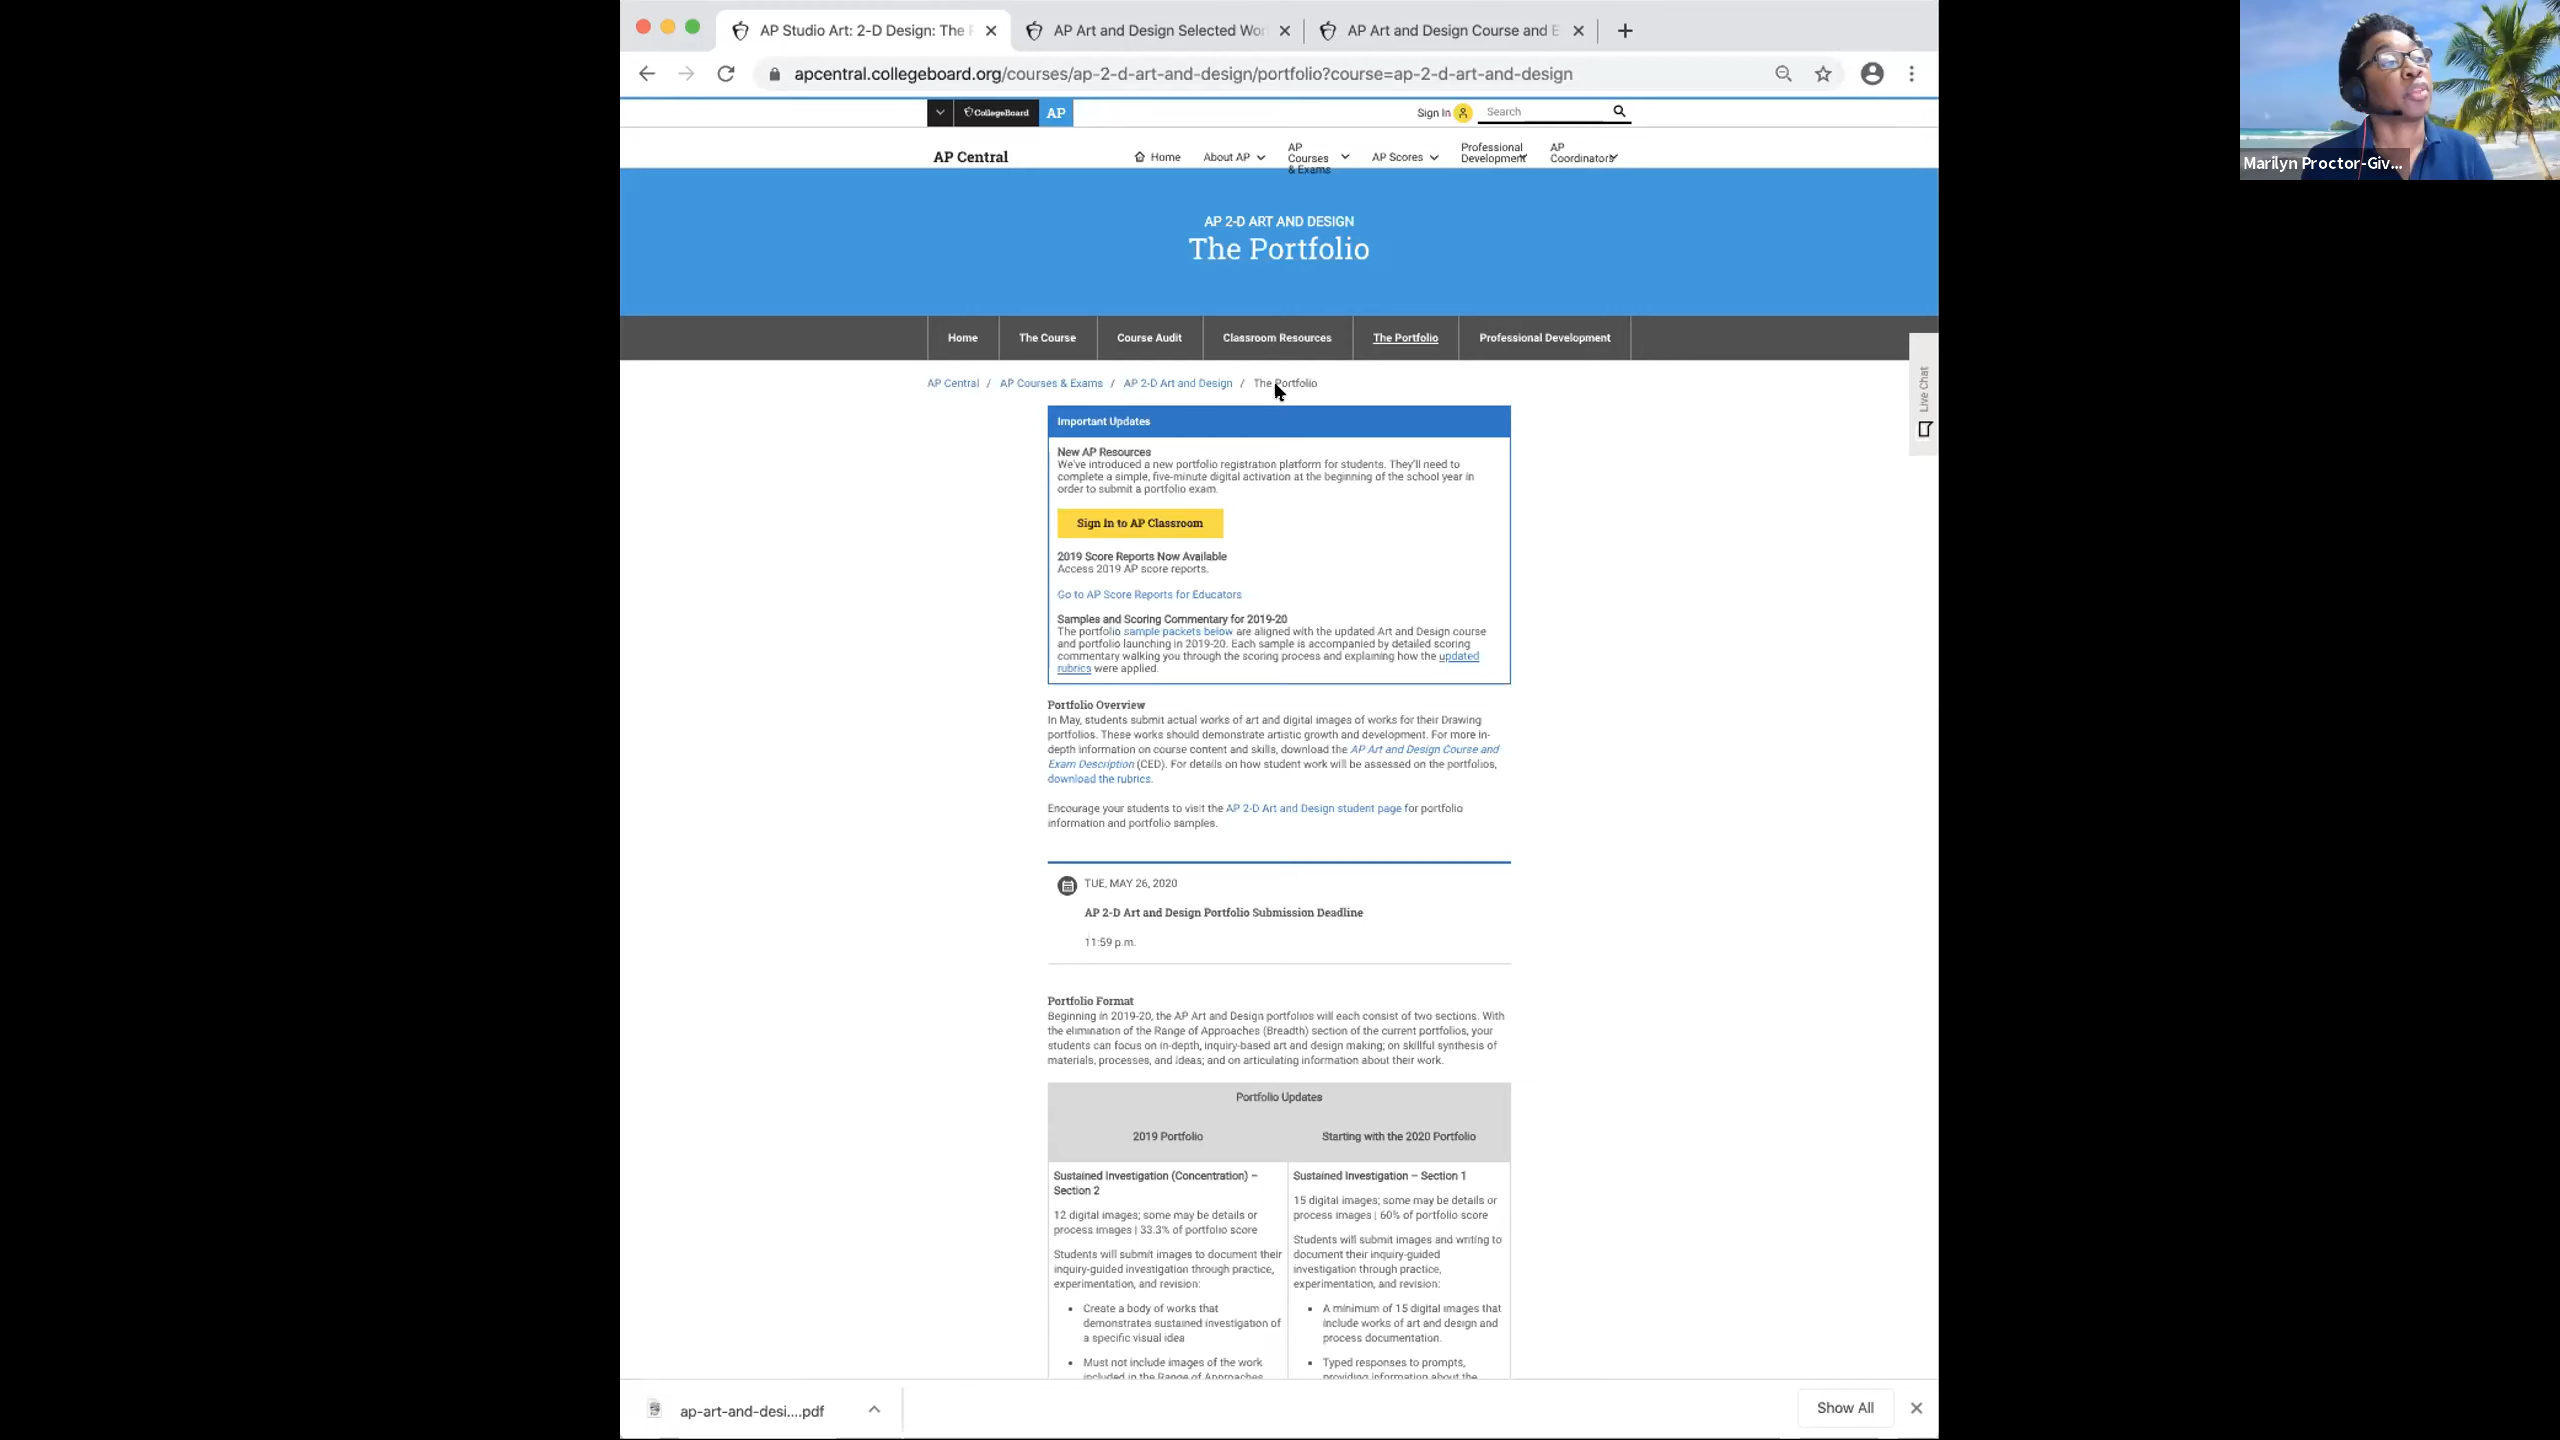 AP Studio Art: 2-D Design: The P
AP Art and Design Selected Wor
AP Art and Design Course and E
apcentral.collegeboard.org/courses/ap-2-d-art-and-design/portfolio?course=ap-2-d-art-and-design
CollegeBoard
AP
Sign In
Search
AP Central
Home
About AP
AP Courses & Exams
AP Scores
Professional Development
AP Coordinators
AP 2-D ART AND DESIGN
The Portfolio
Home
The Course
Course Audit
Classroom Resources
The Portfolio
Professional Development
AP Central / AP Courses & Exams / AP 2-D Art and Design / The Portfolio
Live Chat
Important Updates
New AP Resources
We've introduced a new portfolio registration platform for students. They'll need to
complete a simple, five-minute digital activation at the beginning of the school year in
order to submit a portfolio exam.
Sign In to AP Classroom
2019 Score Reports Now Available
Access 2019 AP score reports.
Go to AP Score Reports for Educators
Samples and Scoring Commentary for 2019-20
The portfolio sample packets below are aligned with the updated Art and Design course
and portfolio launching in 2019-20. Each sample is accompanied by detailed scoring
commentary walking you through the scoring process and explaining how the updated
rubrics were applied.
Portfolio Overview
In May, students submit actual works of art and digital images of works for their Drawing
portfolios. These works should demonstrate artistic growth and development. For more in-
depth information on course content and skills, download the AP Art and Design Course and
Exam Description (CED). For details on how student work will be assessed on the portfolios,
download the rubrics.
Encourage your students to visit the AP 2-D Art and Design student page for portfolio
information and portfolio samples.
TUE, MAY 26, 2020
AP 2-D Art and Design Portfolio Submission Deadline
11:59 p.m.
Portfolio Format
Beginning in 2019-20, the AP Art and Design portfolios will each consist of two sections. With
the elimination of the Range of Approaches (Breadth) section of the current portfolios, your
students can focus on in-depth, inquiry-based art and design making; on skillful synthesis of
materials, processes, and ideas; and on articulating information about their work.
Portfolio Updates
2019 Portfolio
Starting with the 2020 Portfolio
Sustained Investigation (Concentration) –
Section 2
12 digital images; some may be details or
process images | 33.3% of portfolio score
Students will submit images to document their
inquiry-guided investigation through practice,
experimentation, and revision:
• Create a body of works that
demonstrates sustained investigation of
a specific visual idea
• Must not include images of the work
included in the Range of Approaches
Sustained Investigation – Section 1
15 digital images; some may be details or
process images | 60% of portfolio score
Students will submit images and writing to
document their inquiry-guided
investigation through practice,
experimentation, and revision:
• A minimum of 15 digital images that
include works of art and design and
process documentation.
• Typed responses to prompts,
providing information about the
ap-art-and-desi....pdf
Show All
Marilyn Proctor-Giv...